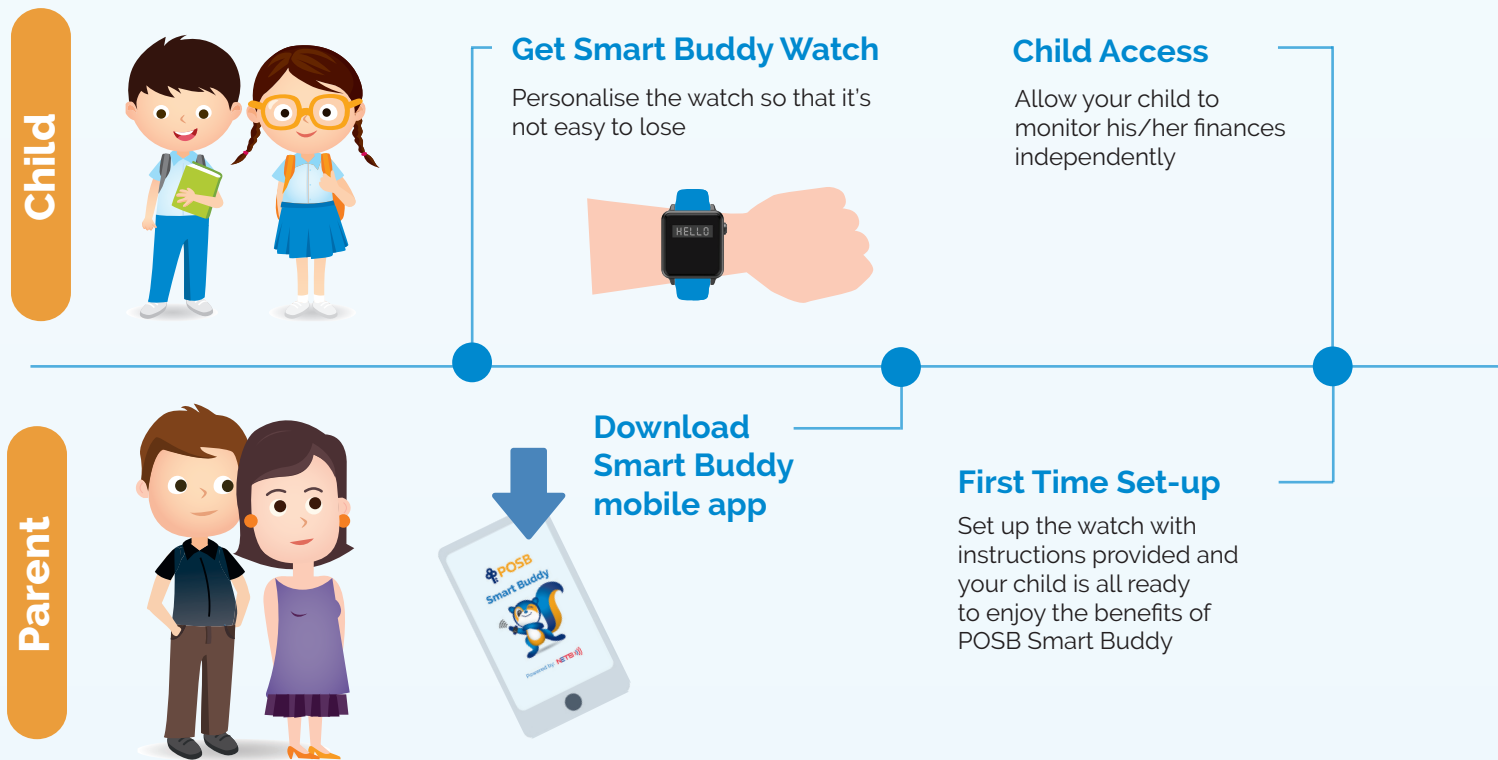 Child
Get Smart Buddy Watch
Personalise the watch so that it's
not easy to lose
HELLO
Child Access
Allow your child to
monitor his/her finances
independently
Parent
Download
Smart Buddy
mobile app
POSB
Smart Buddy
Powered by NETS
First Time Set-up
Set up the watch with
instructions provided and
your child is all ready
to enjoy the benefits of
POSB Smart Buddy